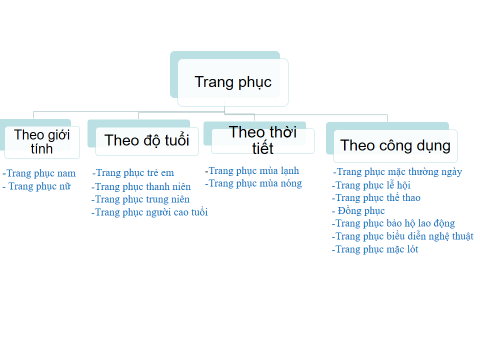 Trang phục
Theo giới
tính
-Trang phục nam
- Trang phục nữ
Theo độ tuổi
-Trang phục trẻ em
-Trang phục thanh niên
-Trang phục trung niên
-Trang phục người cao tuổi
Theo thời
tiết
-Trang phục mùa lạnh
-Trang phục mùa nóng
Theo công dụng
-Trang phục mặc thường ngày
-Trang phục lễ hội
-Trang phục thể thao
- Đồng phục
-Trang phục bảo hộ lao động
-Trang phục biểu diễn nghệ thuật
-Trang phục mặc lót